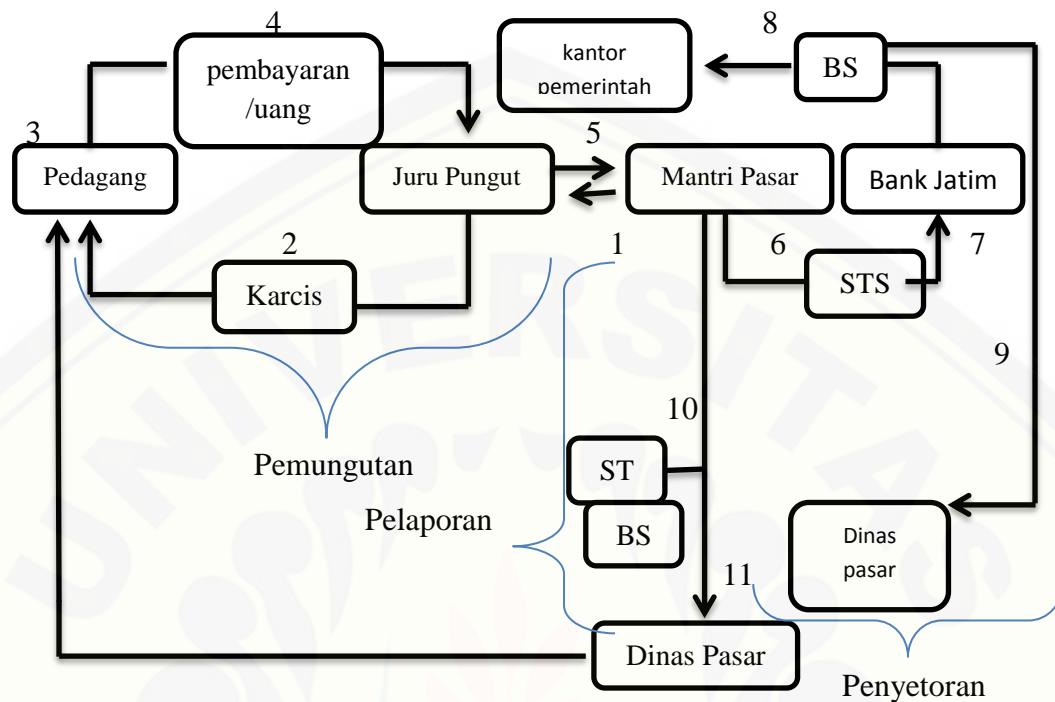 4
pembayaran
/uang
kantor
pemerintah
8
BS
3
Pedagang
Juru Pungut
5
Mantri Pasar
Bank Jatim
2
Karcis
1
6
STS
7
9
Pemungutan
Pelaporan
10
ST
BS
11
Dinas
pasar
Dinas Pasar
Penyetoran
UNIVERSITAS